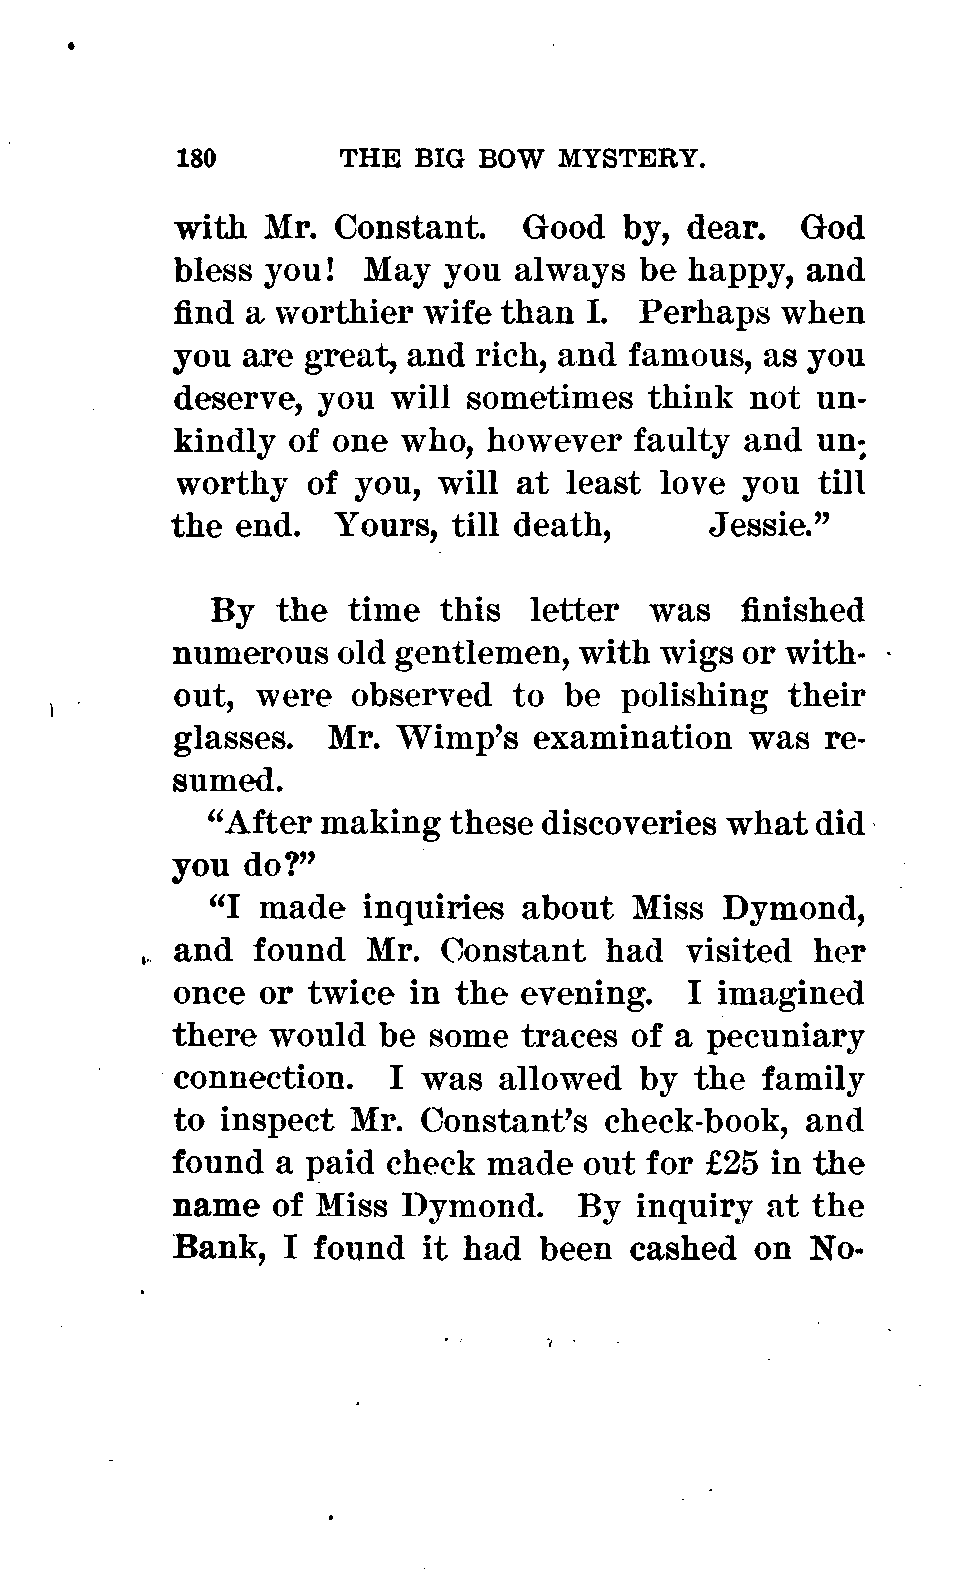 180 THE BIG BOW MYSTERY.
with Mr. Constant. Good by, dear. God
bless you! May you always be happy, and
find a worthier wife than I. Perhaps when
you are great, and rich, and famous, as you
deserve, you will sometimes think not un-
kindly of one who, however faulty and un-
worthy of you, will at least love you till
the end. Yours, till death, Jessie.”
By the time this letter was finished
numerous old gentlemen, with wigs or with-
out, were observed to be polishing their
glasses. Mr. Wimp’s examination was re-
sumed.
“After making these discoveries what did
you do?”
“I made inquiries about Miss Dymond,
and found Mr. Constant had visited her
once or twice in the evening. I imagined
there would be some traces of a pecuniary
connection. I was allowed by the family
to inspect Mr. Constant’s check-book, and
found a paid check made out for £25 in the
name of Miss Dymond. By inquiry at the
Bank, I found it had been cashed on No-